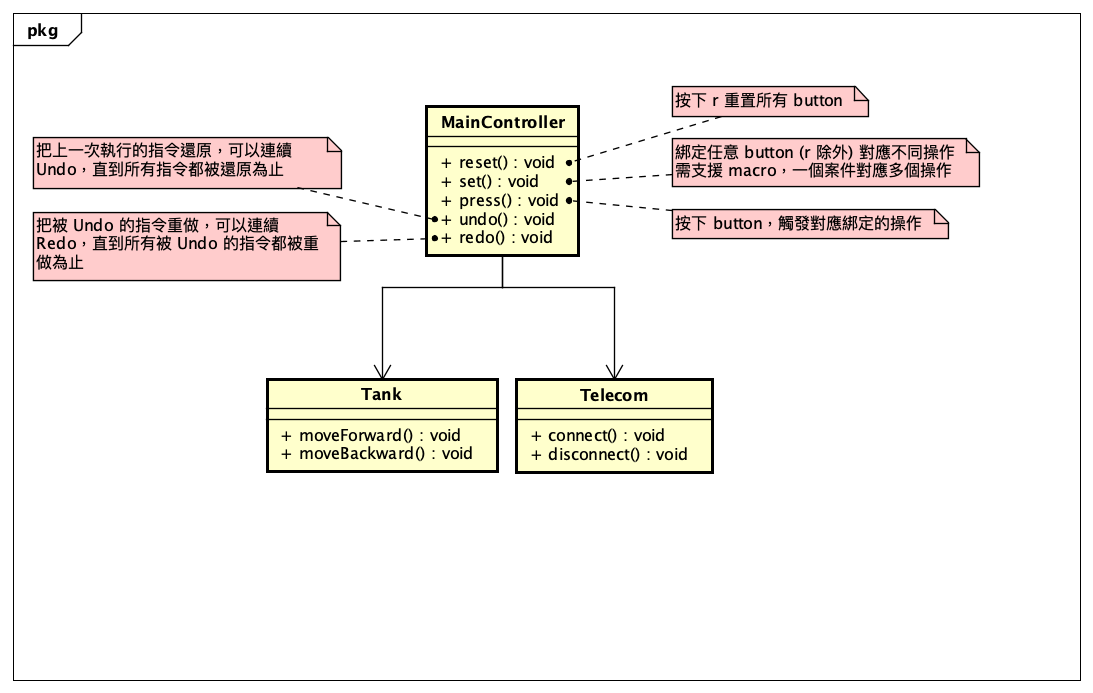 pkg
按下 r 重置所有 button
MainController
把上一次執行的指令還原，可以連續
Undo，直到所有指令都被還原為止
綁定任意 button (r 除外) 對應不同操作
需支援 macro，一個案件對應多個操作
+ reset() : void
+ set() : void
+ press() : void
+ undo() : void
+ redo() : void
把被 Undo 的指令重做，可以連續
Redo，直到所有被 Undo 的指令都被重
做為止
按下 button，觸發對應綁定的操作
Tank
+ moveForward() : void
+ moveBackward() : void
Telecom
+ connect() : void
+ disconnect() : void